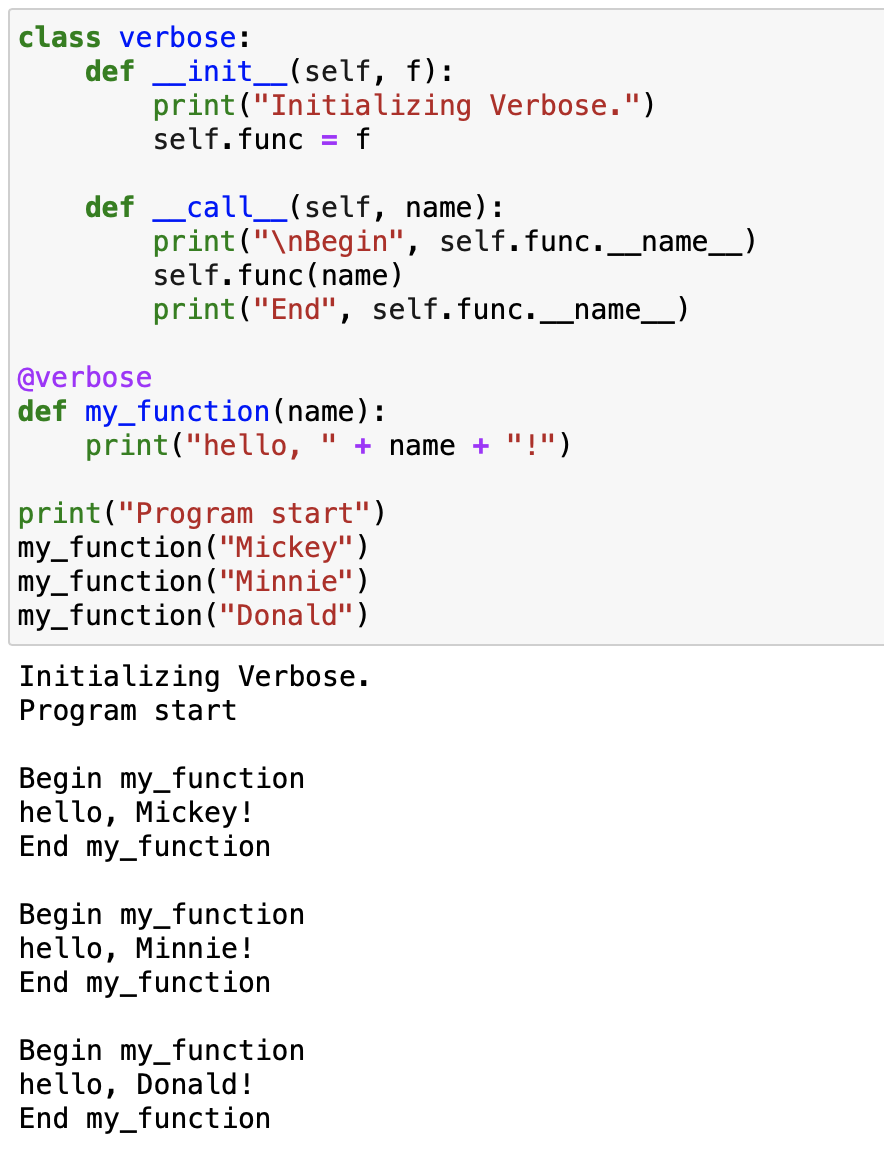 class verbose:
    def __init__(self, f):
        print("Initializing Verbose.")
        self.func = f

    def __call__(self, name):
        print("\nBegin", self.func.__name__)
        self.func(name)
        print("End", self.func.__name__)

@verbose
def my_function(name):
    print("hello, " + name + "!")

print("Program start")
my_function("Mickey")
my_function("Minnie")
my_function("Donald")
Initializing Verbose.
Program start

Begin my_function
hello, Mickey!
End my_function

Begin my_function
hello, Minnie!
End my_function

Begin my_function
hello, Donald!
End my_function